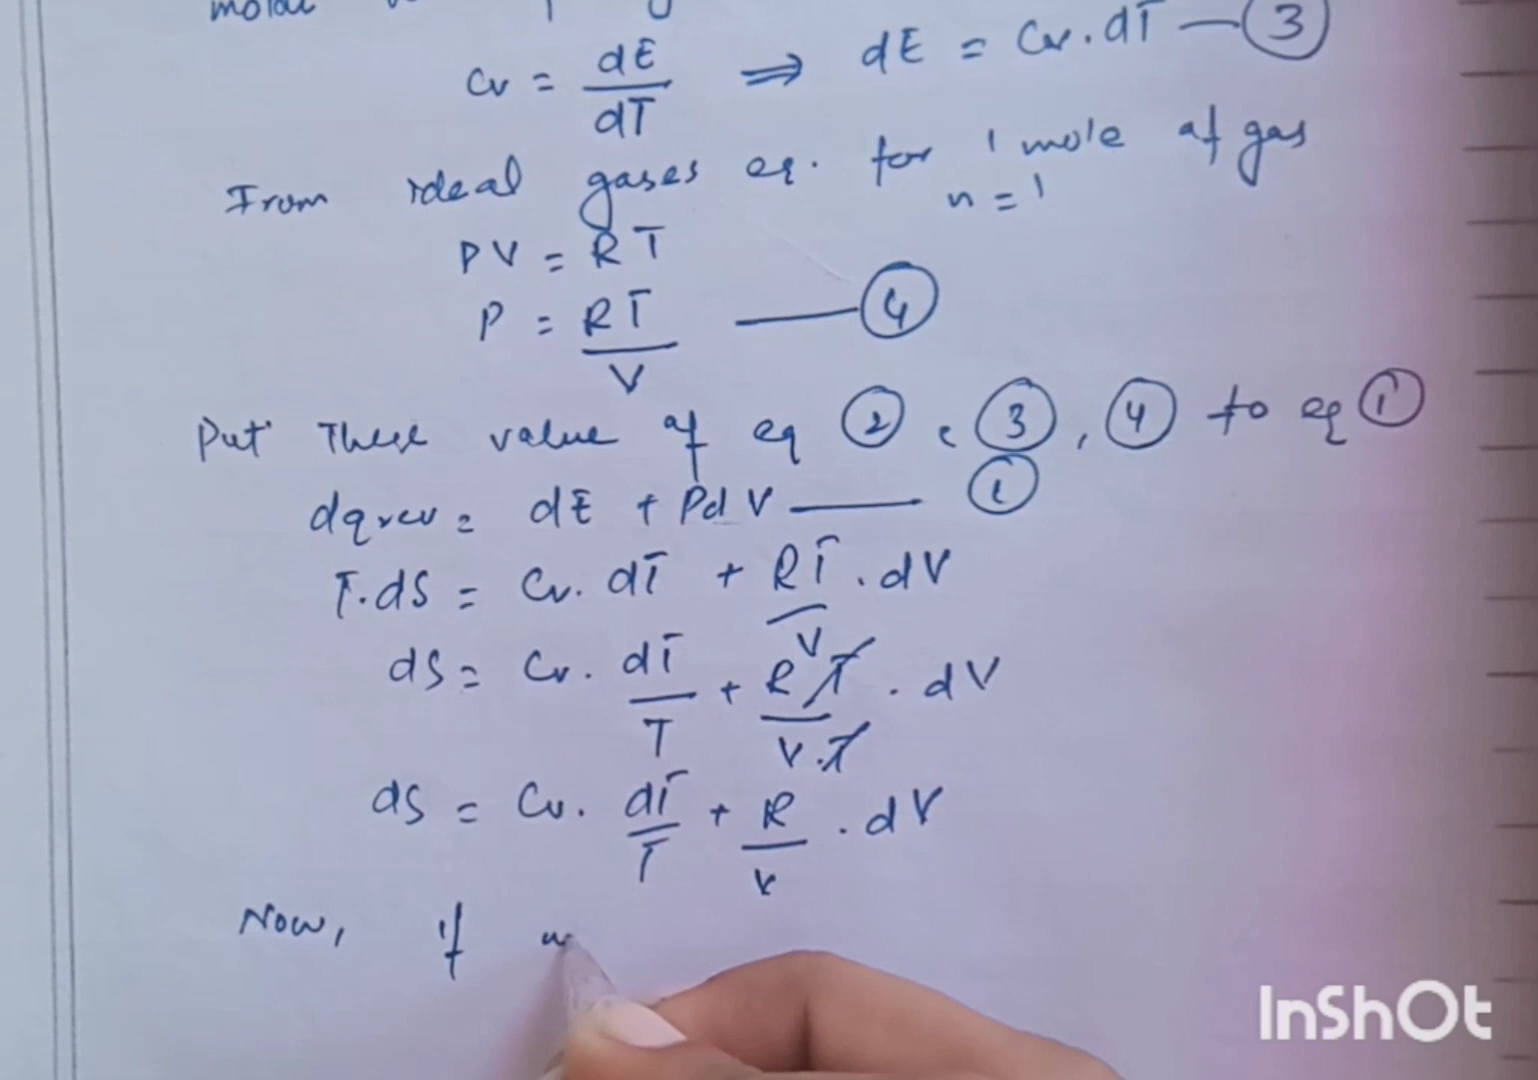 molar
Cv = dE/dT ⇒ dE = Cv.dT — ③
From ideal gases eq. for 1 mole of gas
n = 1
PV = RT
P = RT/V — ④
Put These value of eq ②, ③, ④ to eq ①
dqrev = dE + PdV — ①
T.dS = Cv. dT + RT/V . dV
dS = Cv. dT/T + RT/V.T . dV
dS = Cv. dT/T + R/V . dV
Now, if
InShOt